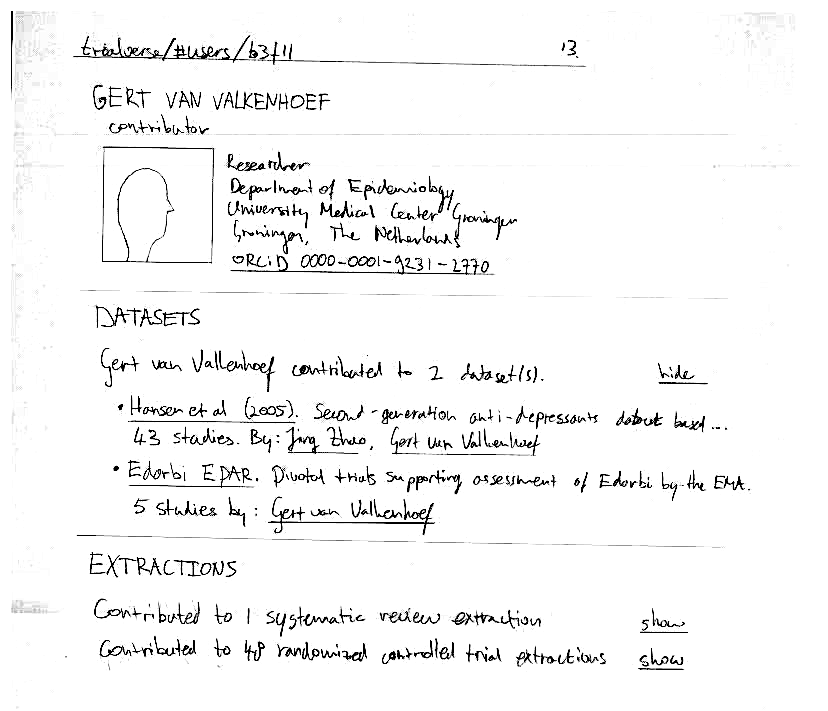 trialverse/#users/b3f11
13.
GERT VAN VALKENHOEF
contributor
Researcher
Department of Epidemiology
University Medical Center Groningen
Groningen, The Netherlands
ORCiD 0000-0001-9231-2770
DATASETS
Gert van Valkenhoef contributed to 2 dataset(s). hide
• Hansen et al (2005). Second-generation anti-depressants dataset based...
43 studies. By: Jing Zhao, Gert van Valkenhoef
• Edarbi EPAR. Pivotal trials supporting assessment of Edarbi by the EMA.
5 studies by: Gert van Valkenhoef
EXTRACTIONS
Contributed to 1 systematic review extraction show
Contributed to 48 randomized controlled trial extractions show